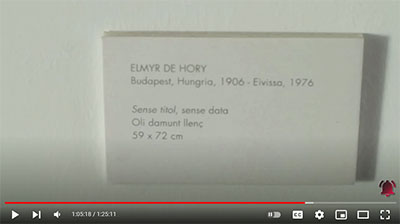 ELMYR DE HORY
Budapest, Hungria, 1906 - Eivissa, 1976
Sense títol, sense data
Oli damunt llenç
59 x 72 cm
1:05:18 / 1:25:11